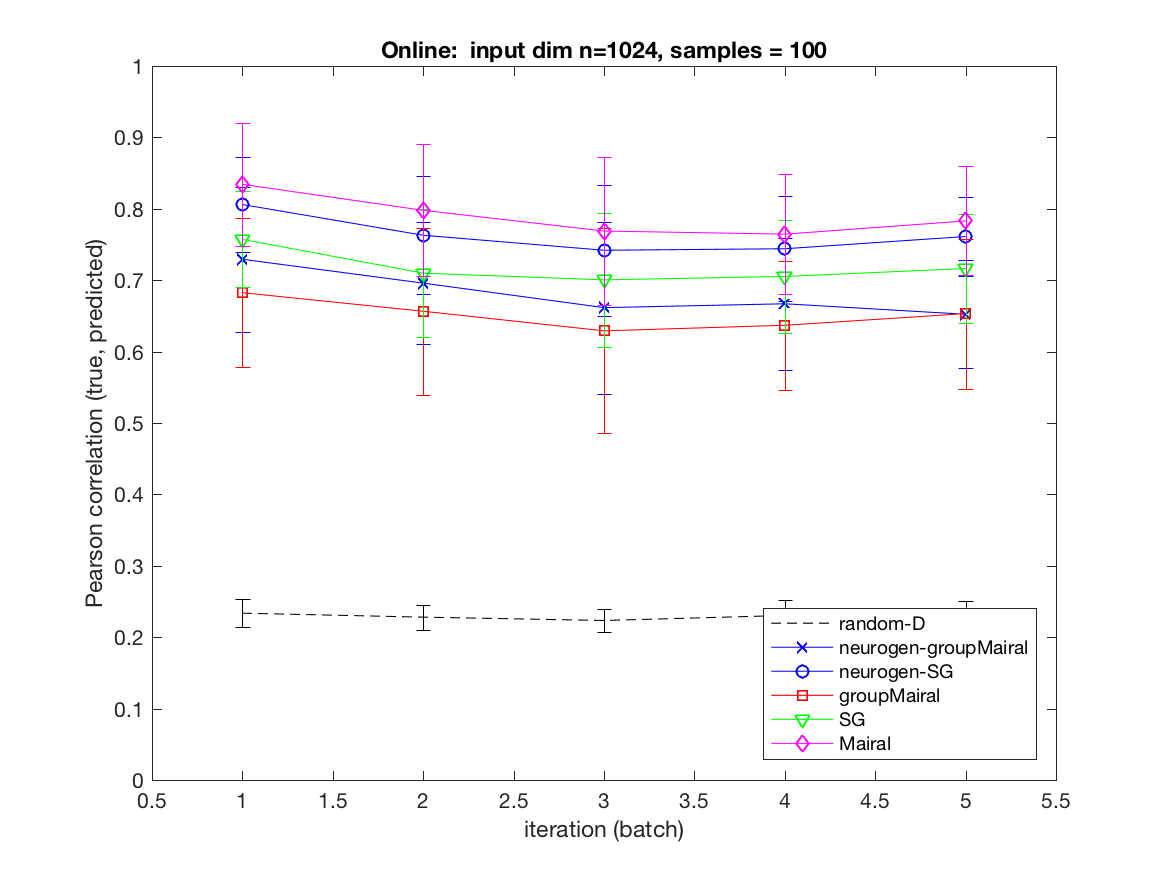 Online:  input dim n=1024, samples = 100
Pearson correlation (true, predicted)
1
0.9
0.8
0.7
0.6
0.5
0.4
0.3
0.2
0.1
0
random-D
neurogen-groupMairal
neurogen-SG
groupMairal
SG
Mairal
0.5 1 1.5 2 2.5 3 3.5 4 4.5 5 5.5
iteration (batch)